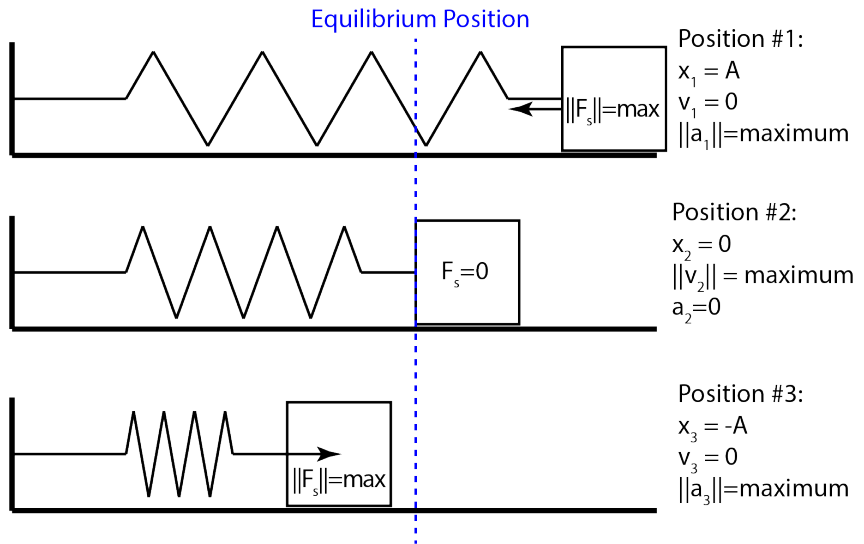 Equilibrium Position
Position #1:
x₁ = A
v₁ = 0
||a₁||=maximum
||Fₛ||=max
Position #2:
x₂ = 0
||v₂|| = maximum
a₂=0
Fₛ=0
Position #3:
x₃ = -A
v₃ = 0
||a₃||=maximum
||Fₛ||=max